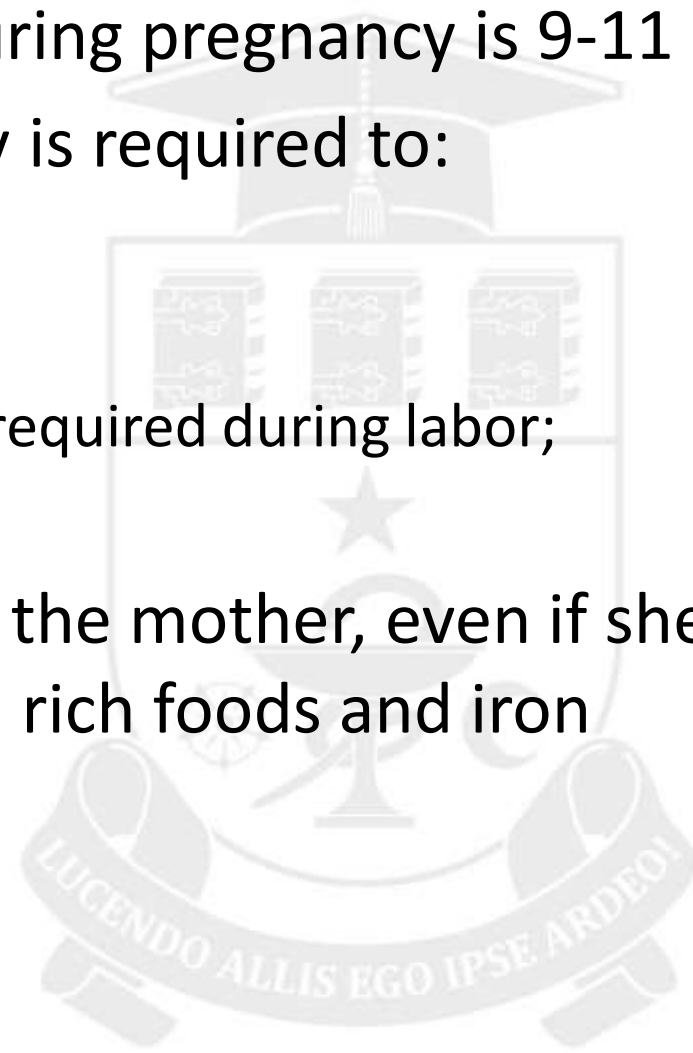 uring pregnancy is 9-11
y is required to:
required during labor;
the mother, even if she
rich foods and iron
LUCENDO ALLIS EGO IPSE ARDEO!